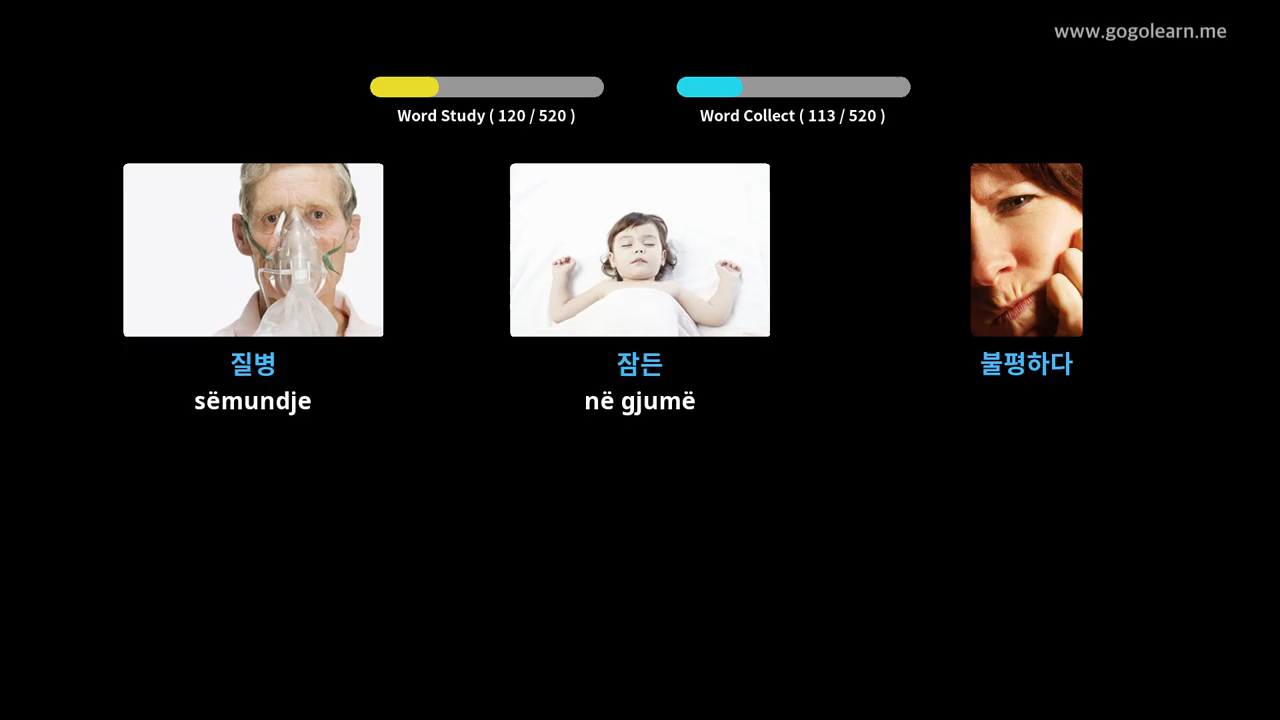 www.gogolearn.me
Word Study ( 120 / 520 )
Word Collect ( 113 / 520 )
질병
sëmundje
잠든
në gjumë
불평하다